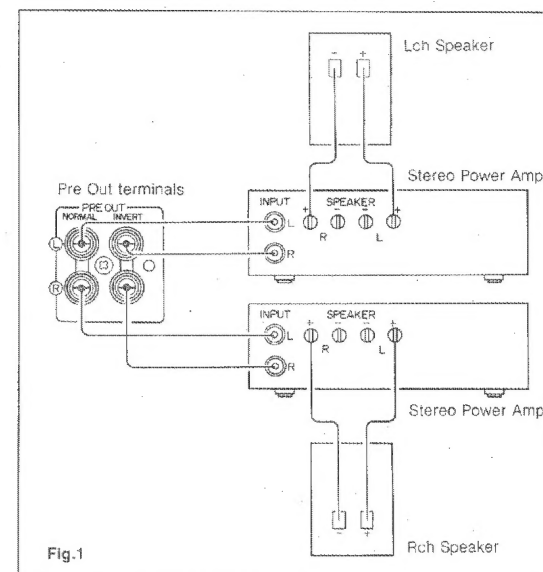 - +
Lch Speaker
Stereo Power Amp
Pre Out terminals
PRE OUT
NORMAL INVERT
L
R
INPUT SPEAKER
L + - - +
R R L
INPUT SPEAKER
L + - - +
R R L
Stereo Power Amp
- +
Rch Speaker
Fig.1